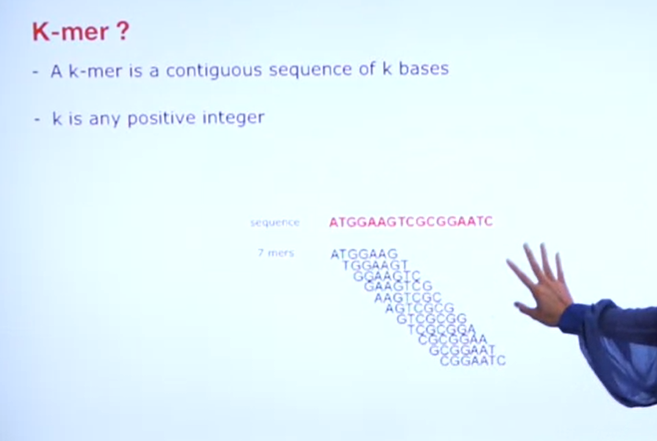 K-mer ?
- A k-mer is a contiguous sequence of k bases
- k is any positive integer
sequence ATGGAAGTCGCGGAATC
7 mers ATGGAAG
TGGAAGT
GGAAGTC
GAAGTCG
AAGTCGC
AGTCGCG
GTCGCGG
TCGCGGA
CGCGGAA
GCGGAAT
CGGAATC